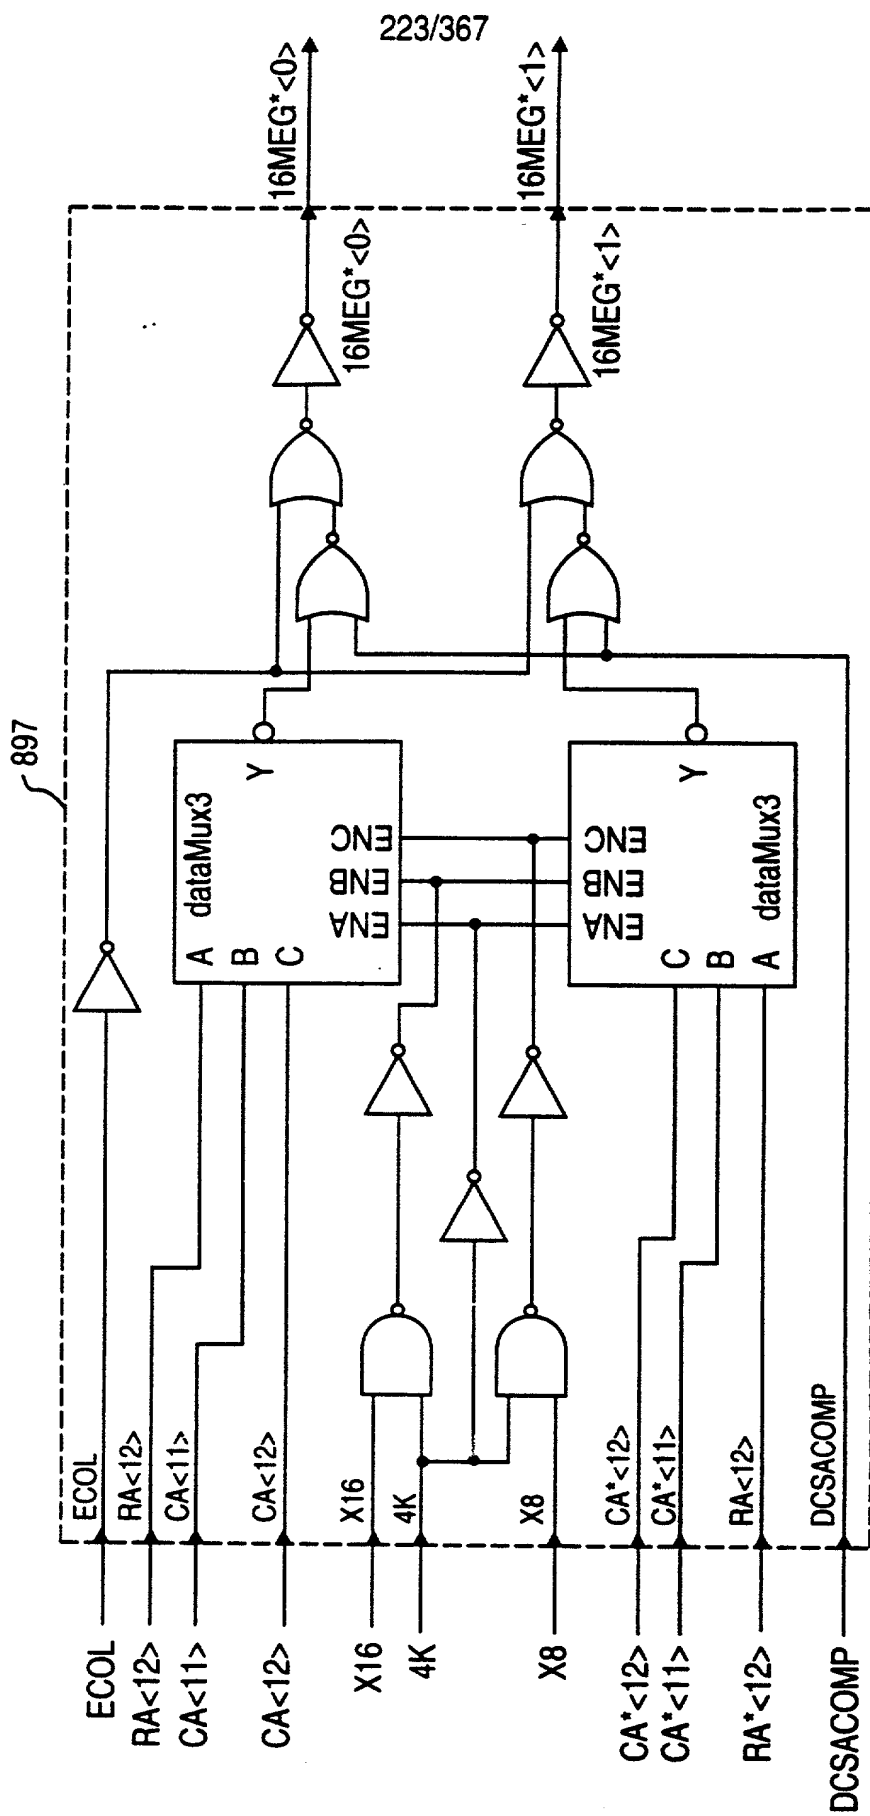 223/367
897
ECOL
RA<12>
CA<11>
CA<12>
X16
4K
X8
CA*<12>
CA*<11>
RA*<12>
DCSACOMP
ECOL
RA<12>
CA<11>
CA<12>
X16
4K
X8
CA*<12>
CA*<11>
RA<12>
DCSACOMP
dataMux3
A
B
C
Y
ENA
ENB
ENC
dataMux3
C
B
A
Y
ENA
ENB
ENC
16MEG*<0>
16MEG*<0>
16MEG*<1>
16MEG*<1>